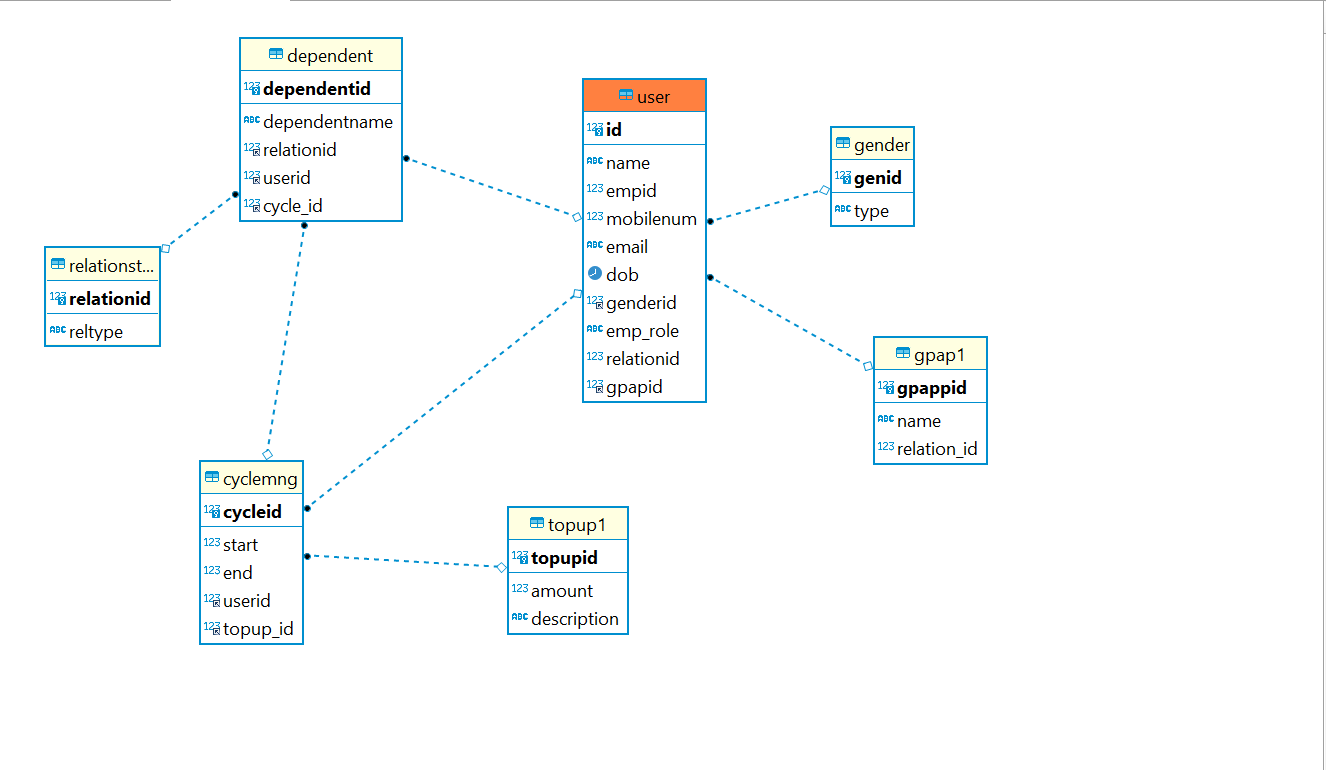 dependent
123 dependentid
ABC dependentname
123 relationid
123 userid
123 cycle_id
user
123 id
ABC name
123 empid
123 mobilenum
ABC email
dob
123 genderid
ABC emp_role
123 relationid
123 gpapid
gender
123 genid
ABC type
relationst...
123 relationid
ABC reltype
gpap1
123 gpappid
ABC name
123 relation_id
cyclemng
123 cycleid
123 start
123 end
123 userid
123 topup_id
topup1
123 topupid
123 amount
ABC description